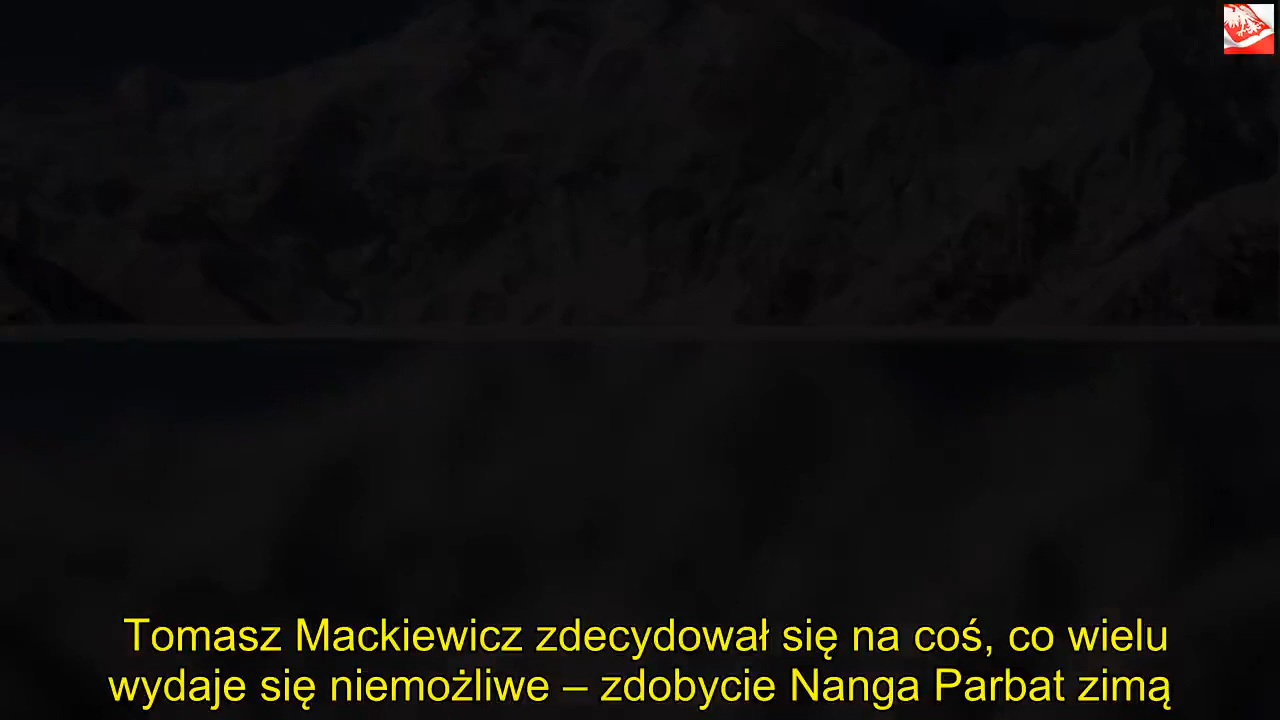 Tomasz Mackiewicz zdecydował się na coś, co wielu
wydaje się niemożliwe – zdobycie Nanga Parbat zimą